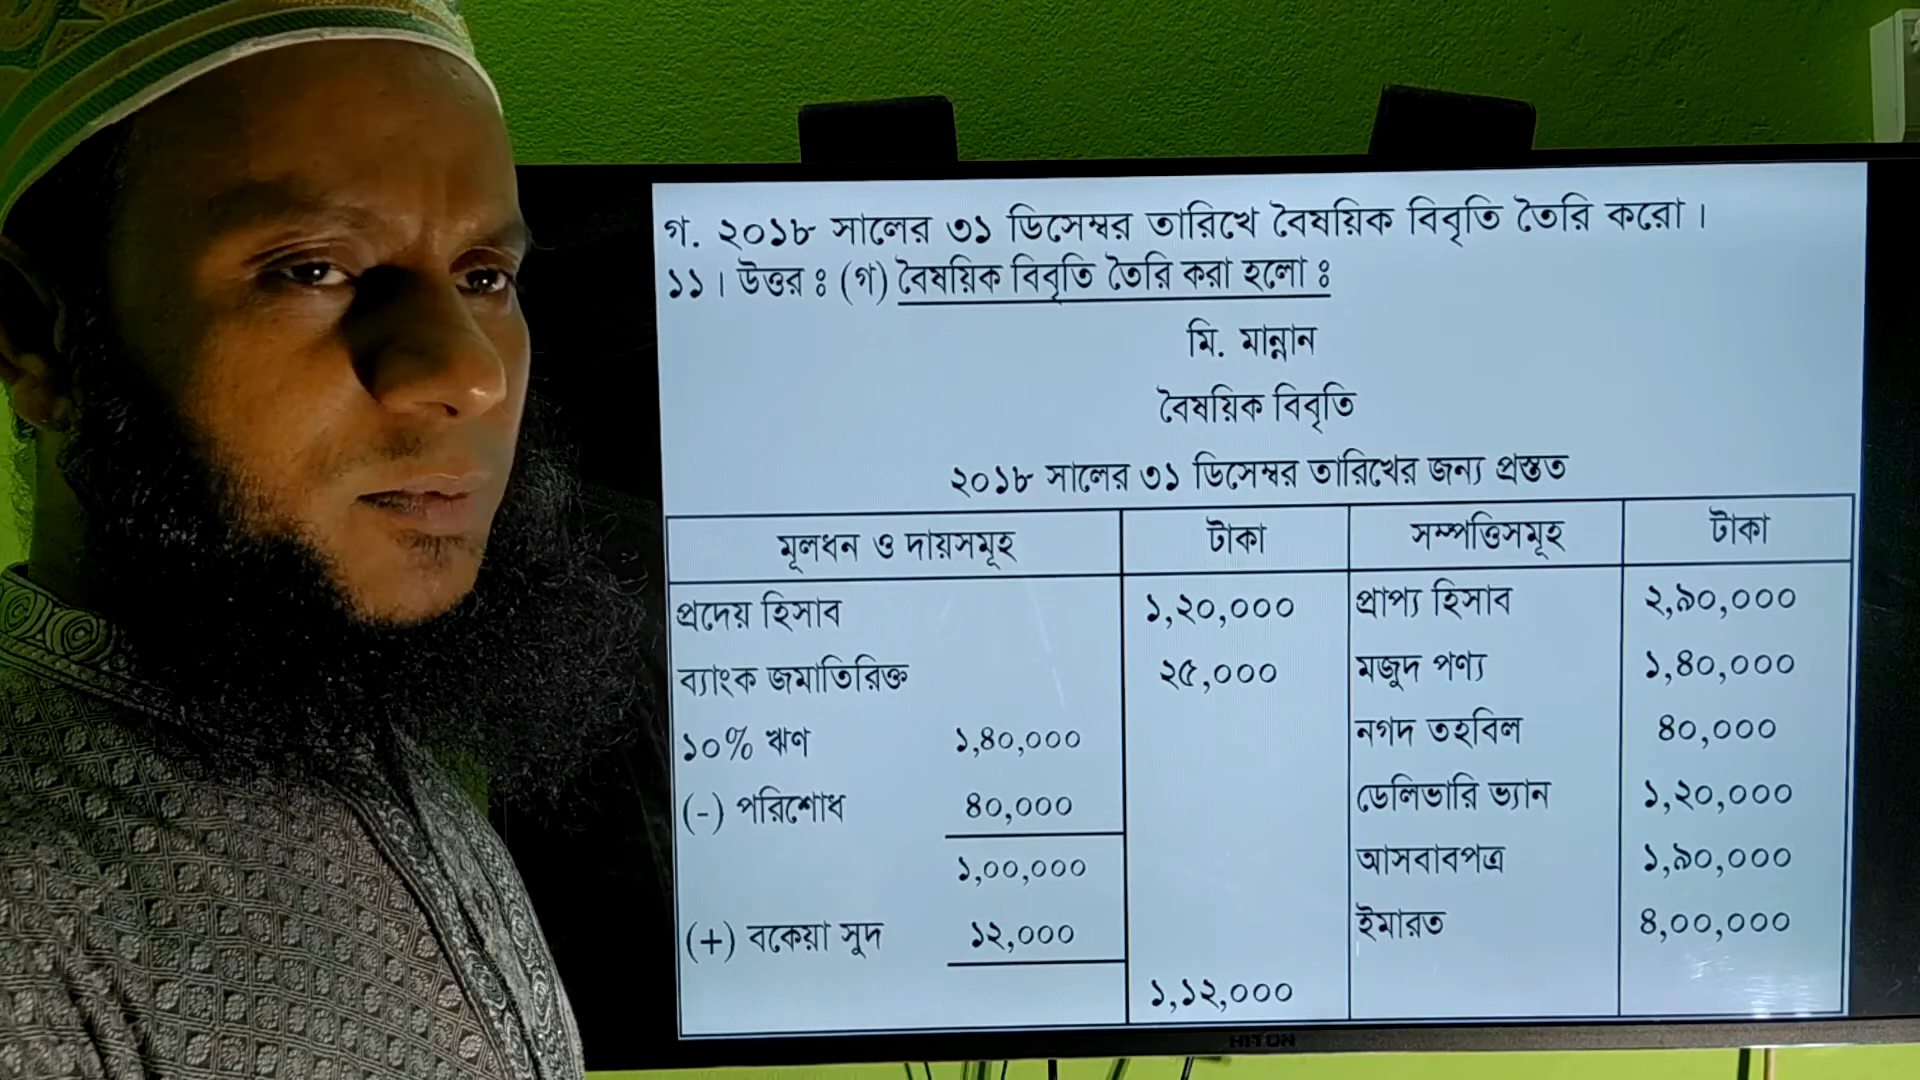 গ. ২০১৮ সালের ৩১ ডিসেম্বর তারিখে বৈষয়িক বিবৃতি তৈরি করো।
১১। উত্তর ঃ (গ) বৈষয়িক বিবৃতি তৈরি করা হলো ঃ
মি. মান্নান
বৈষয়িক বিবৃতি
২০১৮ সালের ৩১ ডিসেম্বর তারিখের জন্য প্রস্তুত
মূলধন ও দায়সমূহ টাকা সম্পত্তিসমূহ টাকা
প্রদেয় হিসাব ১,২০,০০০ প্রাপ্য হিসাব ২,৯০,০০০
ব্যাংক জমাতিরিক্ত ২৫,০০০ মজুদ পণ্য ১,৪০,০০০
১০% ঋণ ১,৪০,০০০ নগদ তহবিল ৪০,০০০
(-) পরিশোধ ৪০,০০০ ডেলিভারি ভ্যান ১,২০,০০০
১,০০,০০০ আসবাবপত্র ১,৯০,০০০
(+) বকেয়া সুদ ১২,০০০ ইমারত ৪,০০,০০০
১,১২,০০০
HITON